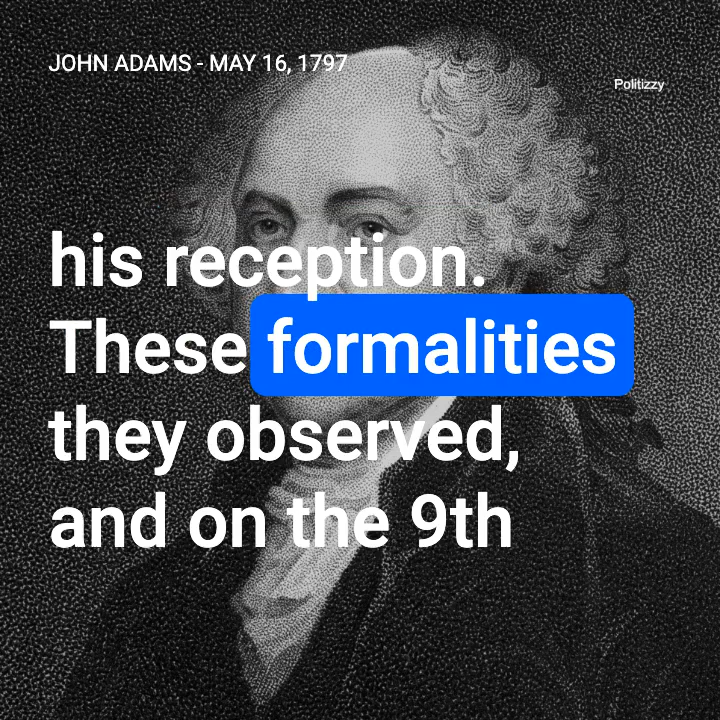 JOHN ADAMS - MAY 16, 1797
Politizzy
his reception.
These formalities
they observed,
and on the 9th